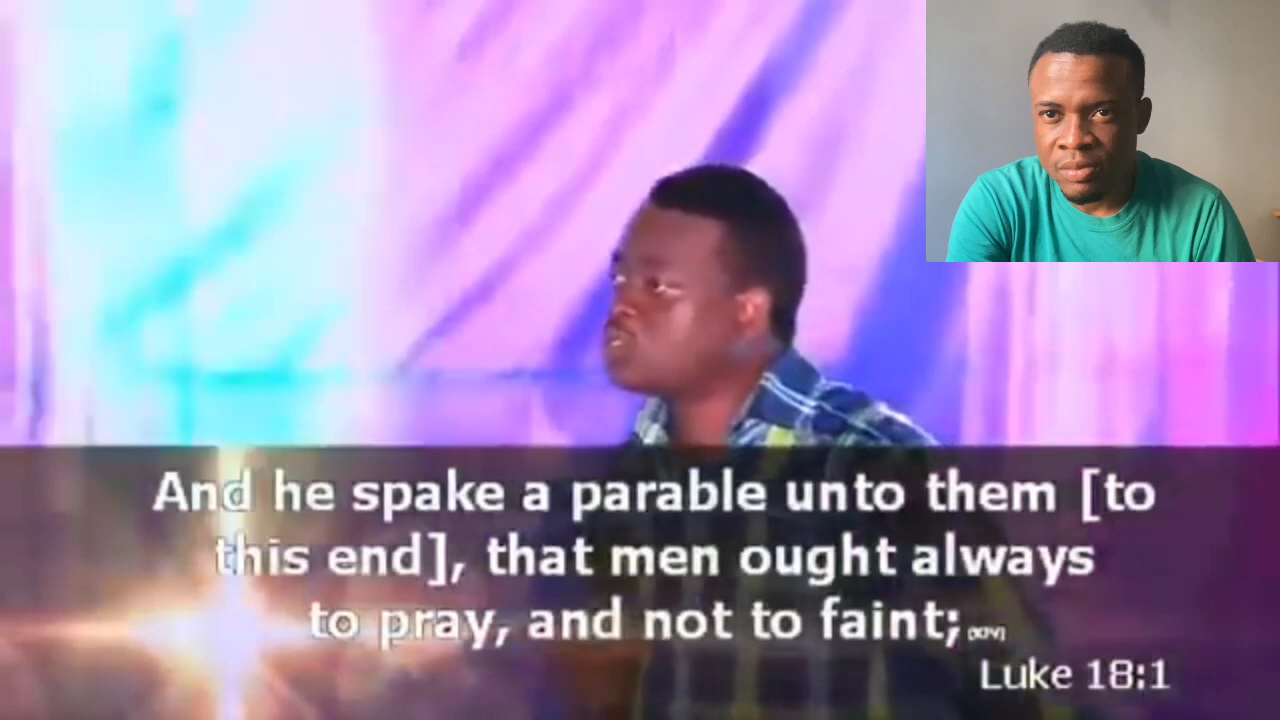 And he spake a parable unto them [to
this end], that men ought always
to pray, and not to faint; [KJV]
Luke 18:1